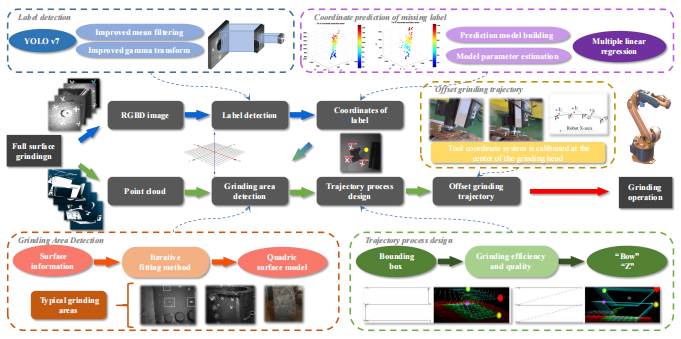 Label detection
YOLO v7
Improved mean filtering
Improved gamma transform
Coordinate prediction of missing label
Prediction model building
Model parameter estimation
Multiple linear
regression
Full surface
grindingn
RGBD image
Label detection
Coordinates of
label
Offset grinding trajectory
Robot X-axis
Tool coordinate system is calibrated at the
center of the grinding head
Point cloud
Grinding area
detection
Trajectory process
design
Offset grinding
trajectory
Grinding
operation
Grinding Area Detection
Surface
information
Iterative
fitting method
Quadric
surface model
Typical grinding
areas
Trajectory process design
Bounding
box
Grinding efficiency
and quality
“Bow”
“Z”